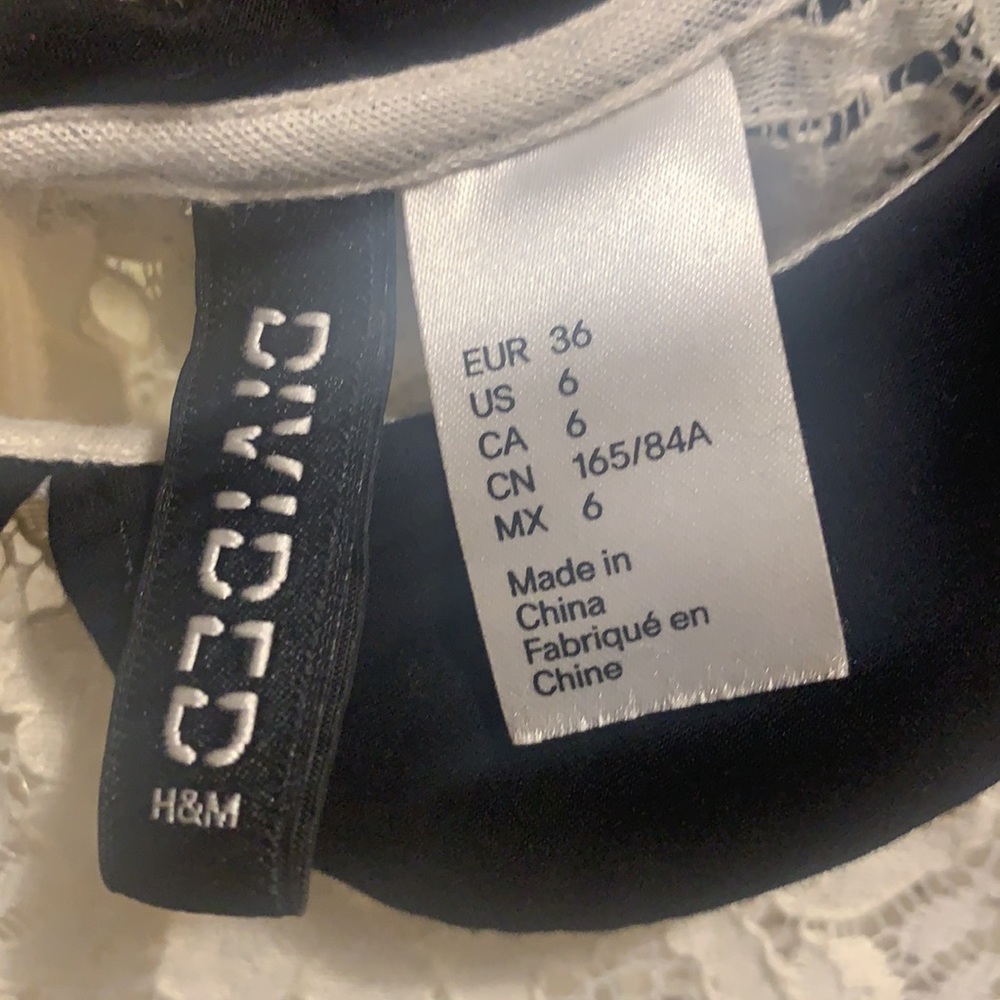 DIVIDED
H&M
EUR 36
US 6
CA 6
CN 165/84A
MX 6
Made in
China
Fabriqué en
Chine